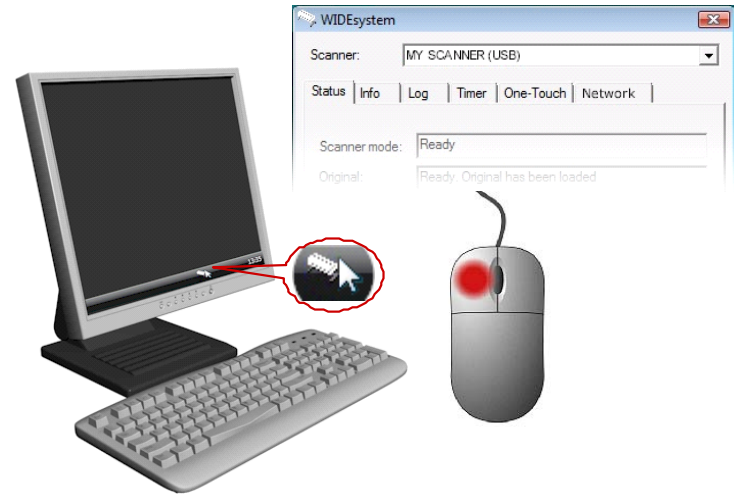 WIDEsystem
Scanner: MY SCANNER (USB)
Status Info Log Timer One-Touch Network
Scanner mode: Ready
Original: Ready. Original has been loaded
13:35